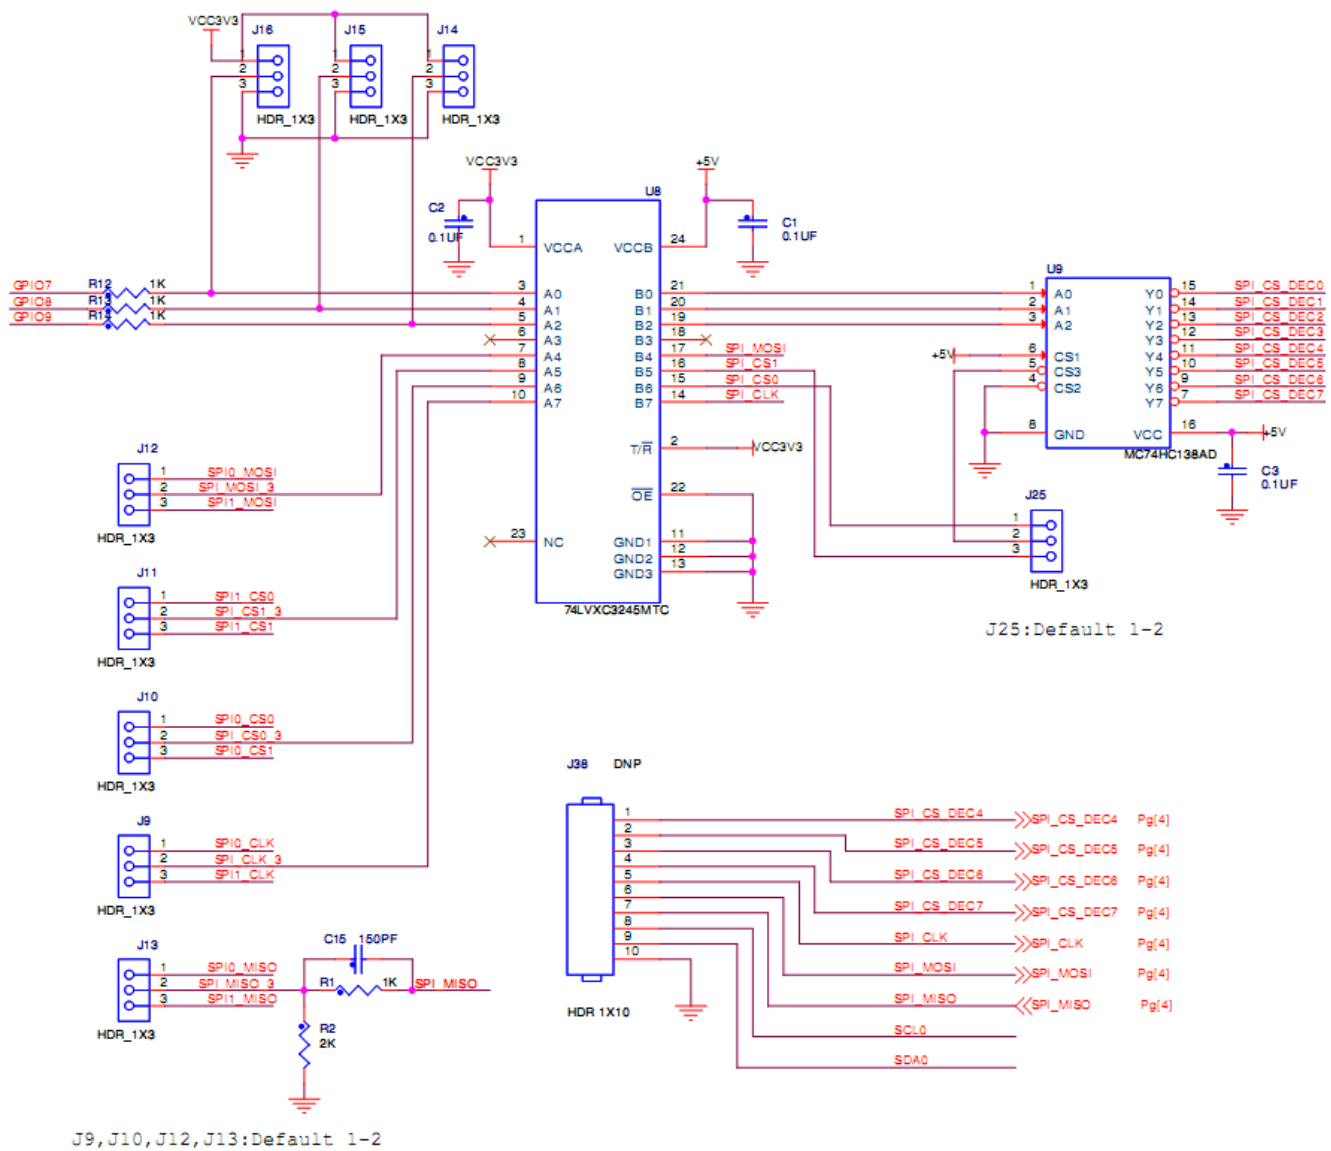 VCC3V3
J16 J15 J14
1 1 1
2 2 2
3 3 3
HDR_1X3 HDR_1X3 HDR_1X3
VCC3V3 +5V
U8
C2 0.1UF
C1 0.1UF
1 VCCA VCCB 24
GPIO7 R12 1K 3 A0 B0 21
GPIO8 R13 1K 4 A1 B1 20
GPIO9 R14 1K 5 A2 B2 19
6 A3 B3 18
7 A4 B4 17 SPI_MOSI
8 A5 B5 16 SPI_CS1
9 A6 B6 15 SPI_CS0
10 A7 B7 14 SPI_CLK
T/R 2 VCC3V3
OE 22
23 NC GND1 11
GND2 12
GND3 13
74LVXC3245MTC
U9
1 A0 Y0 15 SPI_CS_DEC0
2 A1 Y1 14 SPI_CS_DEC1
3 A2 Y2 13 SPI_CS_DEC2
Y3 12 SPI_CS_DEC3
+5V 6 CS1 Y4 11 SPI_CS_DEC4
5 CS3 Y5 10 SPI_CS_DEC5
4 CS2 Y6 9 SPI_CS_DEC6
Y7 7 SPI_CS_DEC7
8 GND VCC 16 +5V
MC74HC138AD
C3
0.1UF
J25
1
2
3
HDR_1X3
J25:Default 1-2
J12
1 SPI0_MOSI
2 SPI_MOSI_3
3 SPI1_MOSI
HDR_1X3
J11
1 SPI1_CS0
2 SPI_CS1_3
3 SPI1_CS1
HDR_1X3
J10
1 SPI0_CS0
2 SPI_CS0_3
3 SPI0_CS1
HDR_1X3
J9
1 SPI0_CLK
2 SPI_CLK_3
3 SPI1_CLK
HDR_1X3
J13
1 SPI0_MISO
2 SPI_MISO_3
3 SPI1_MISO
HDR_1X3
C15 150PF
R1 1K SPI_MISO
R2
2K
J9,J10,J12,J13:Default 1-2
J38 DNP
1 SPI_CS_DEC4 SPI_CS_DEC4 Pg[4]
2 SPI_CS_DEC5 SPI_CS_DEC5 Pg[4]
3 SPI_CS_DEC6 SPI_CS_DEC6 Pg[4]
4 SPI_CS_DEC7 SPI_CS_DEC7 Pg[4]
5 SPI_CLK SPI_CLK Pg[4]
6 SPI_MOSI SPI_MOSI Pg[4]
7 SPI_MISO SPI_MISO Pg[4]
8 SCL0
9 SDA0
10
HDR 1X10